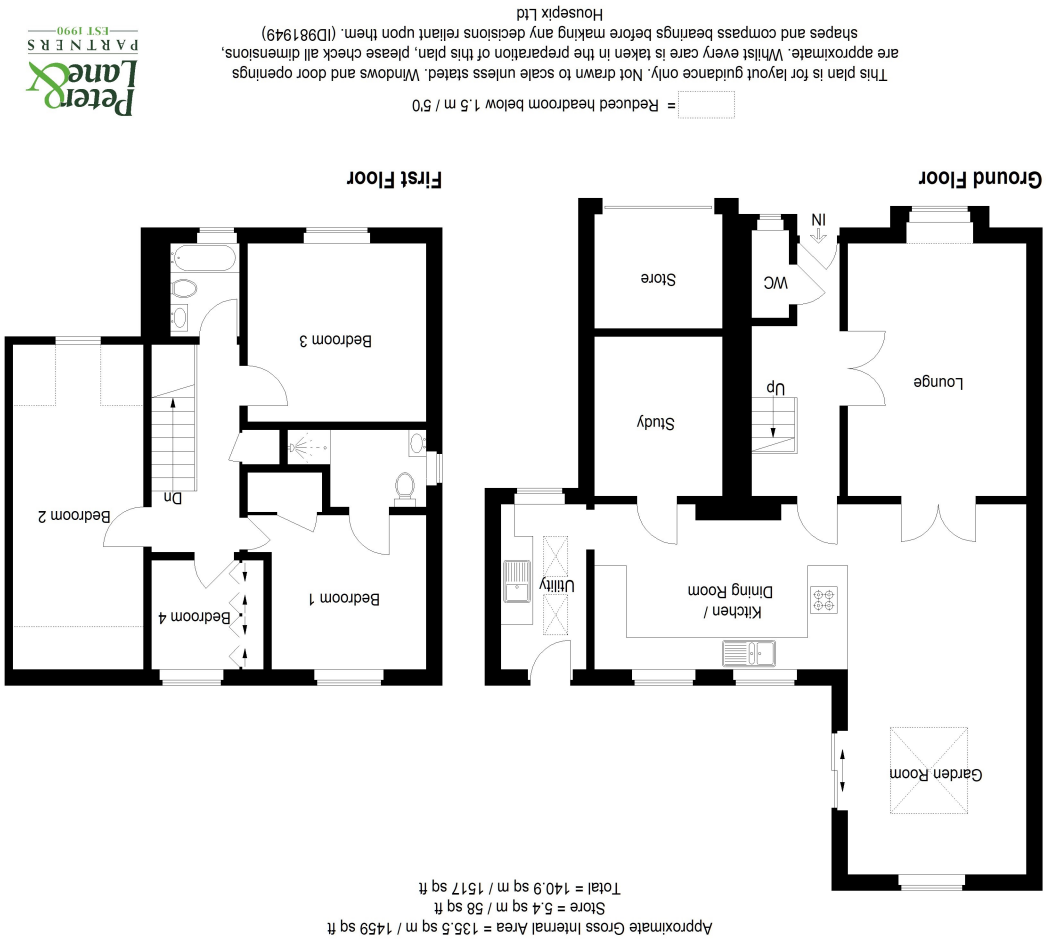 Approximate Gross Internal Area = 135.5 sq m / 1459 sq ft
Store = 5.4 sq m / 58 sq ft
Total = 140.9 sq m / 1517 sq ft
Garden Room
Kitchen /
Dining Room
Utility
Lounge
Up
Study
WC
Store
IN
Ground Floor
Bedroom 1
Bedroom 4
Bedroom 2
Dn
Bedroom 3
First Floor
= Reduced headroom below 1.5 m / 5'0
This plan is for layout guidance only. Not drawn to scale unless stated. Windows and door openings
are approximate. Whilst every care is taken in the preparation of this plan, please check all dimensions,
shapes and compass bearings before making any decisions reliant upon them. (ID981949)
Housepix Ltd
Peter &
Lane
PARTNERS
EST 1990